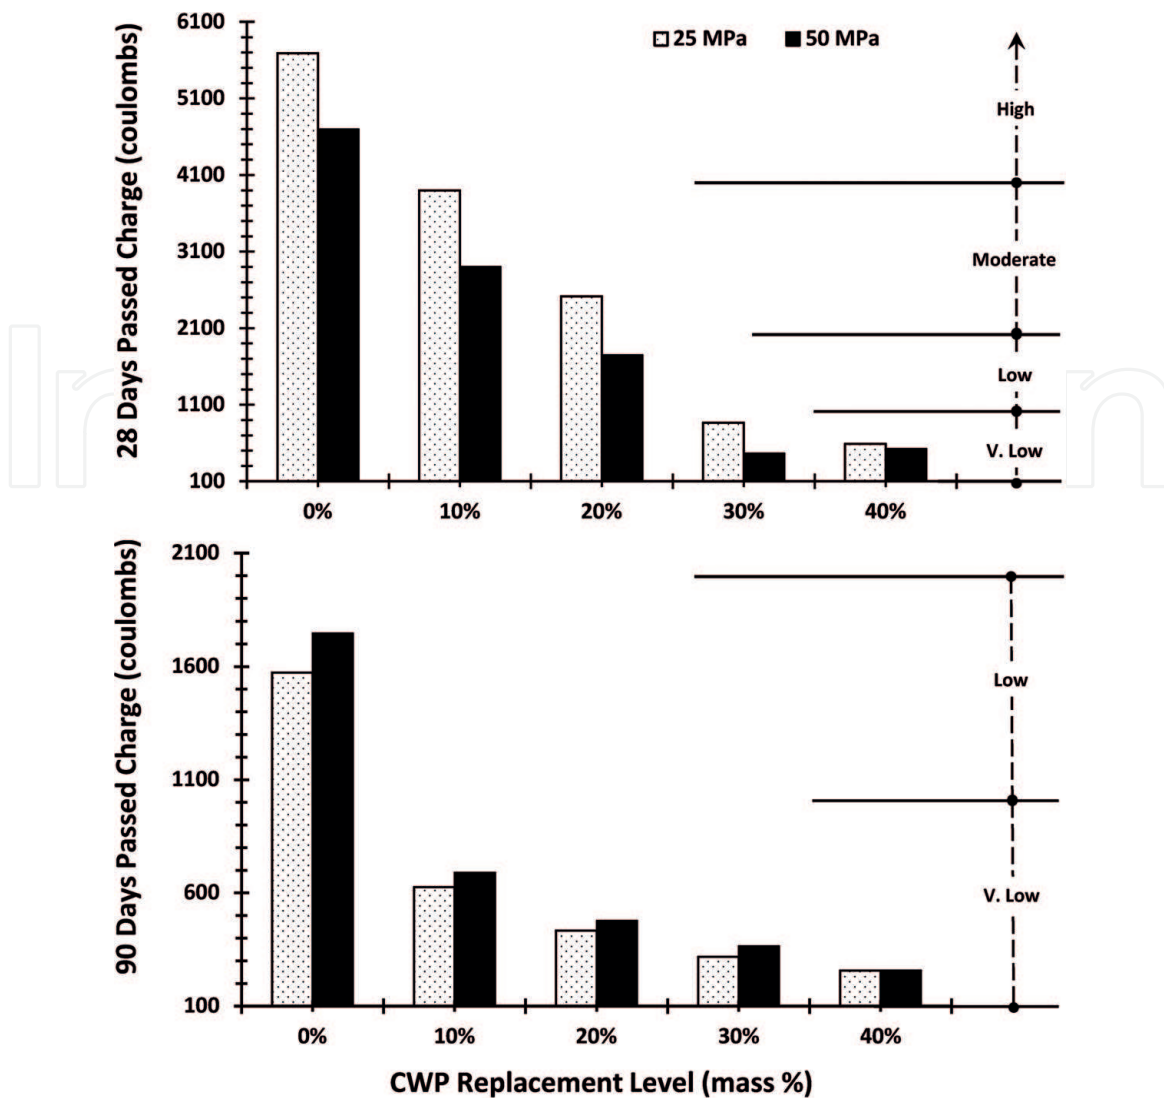 28 Days Passed Charge (coulombs)
6100
5100
4100
3100
2100
1100
100
25 MPa
50 MPa
High
Moderate
Low
V. Low
0%
10%
20%
30%
40%
90 Days Passed Charge (coulombs)
2100
1600
1100
600
100
Low
V. Low
0%
10%
20%
30%
40%
CWP Replacement Level (mass %)